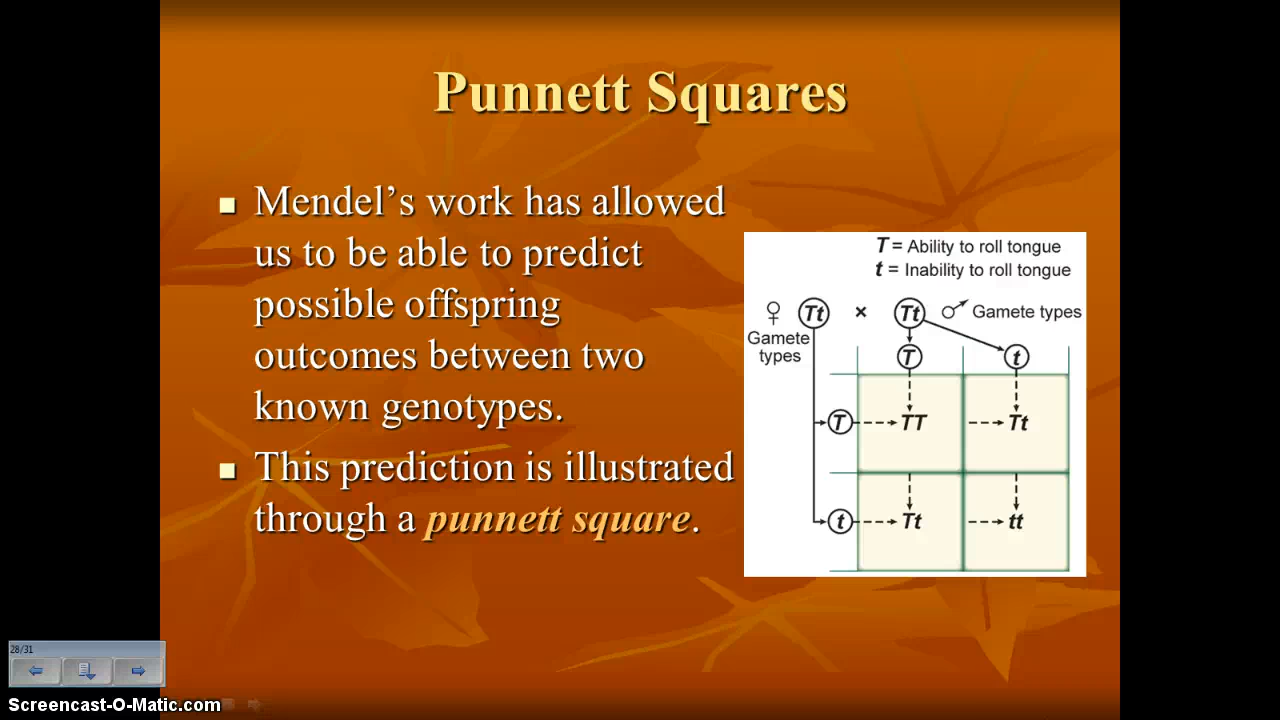 Punnett Squares
Mendel's work has allowed
us to be able to predict
possible offspring
outcomes between two
known genotypes.
This prediction is illustrated
through a punnett square.
T = Ability to roll tongue
t = Inability to roll tongue
♀ Tt × Tt ♂ Gamete types
Gamete
types
T t
T TT Tt
t Tt tt
28/31
Screencast-O-Matic.com